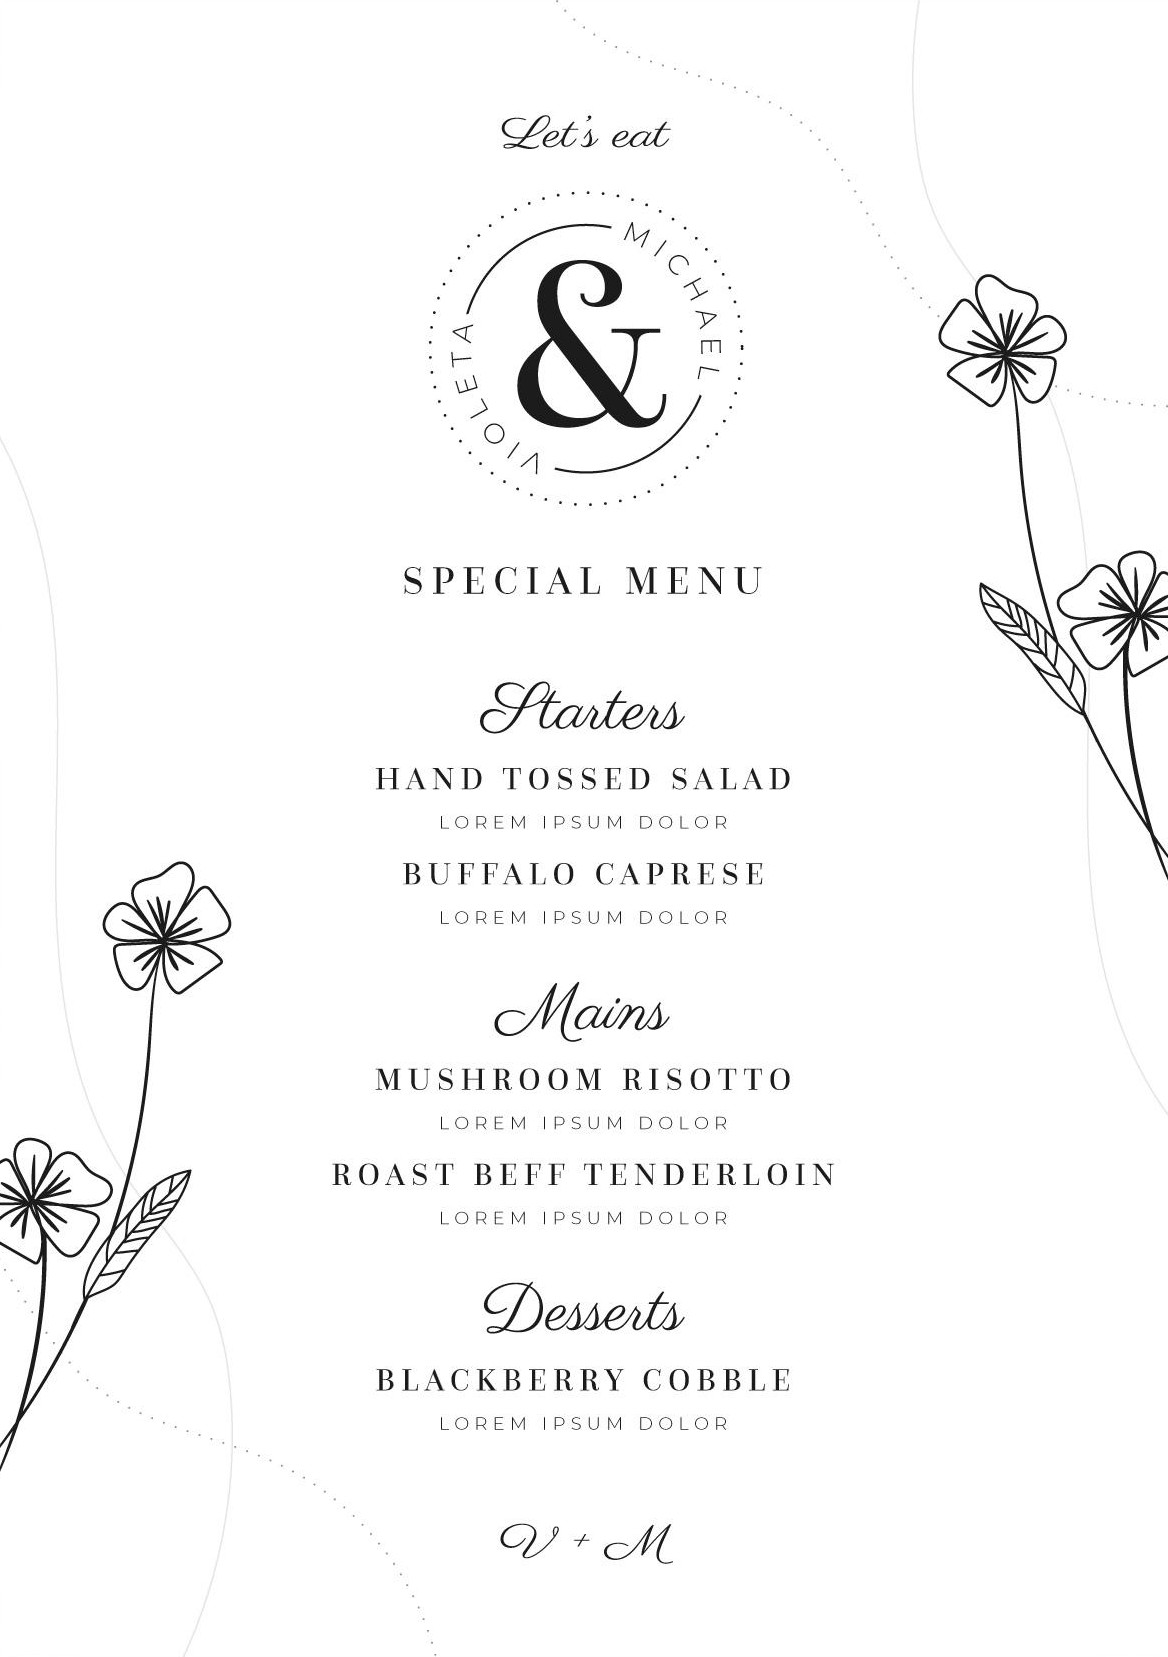 Let's eat
VIOLETA
&
MICHAEL
SPECIAL MENU
Starters
HAND TOSSED SALAD
LOREM IPSUM DOLOR
BUFFALO CAPRESE
LOREM IPSUM DOLOR
Mains
MUSHROOM RISOTTO
LOREM IPSUM DOLOR
ROAST BEFF TENDERLOIN
LOREM IPSUM DOLOR
Desserts
BLACKBERRY COBBLE
LOREM IPSUM DOLOR
V + M